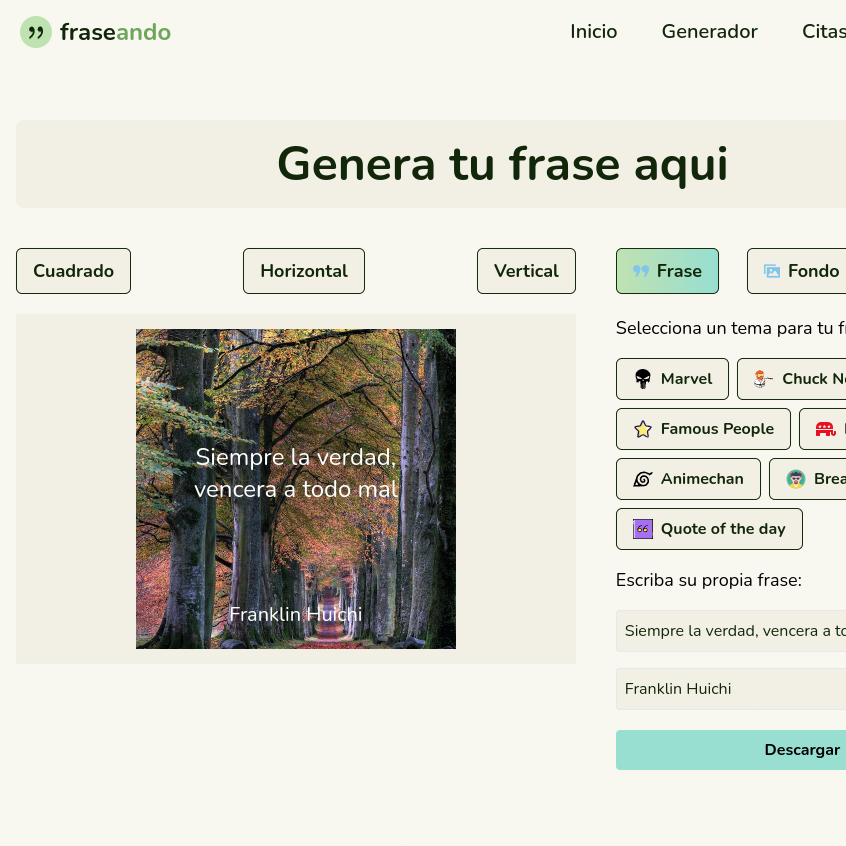 fraseando
Inicio Generador Citas
Genera tu frase aqui
Cuadrado Horizontal Vertical Frase Fondo
Selecciona un tema para tu
Marvel Chuck
Famous People
Animechan
Quote of the day
Siempre la verdad,
vencera a todo mal
Franklin Huichi
Escriba su propia frase:
Siempre la verdad, vencera a
Franklin Huichi
Descargar